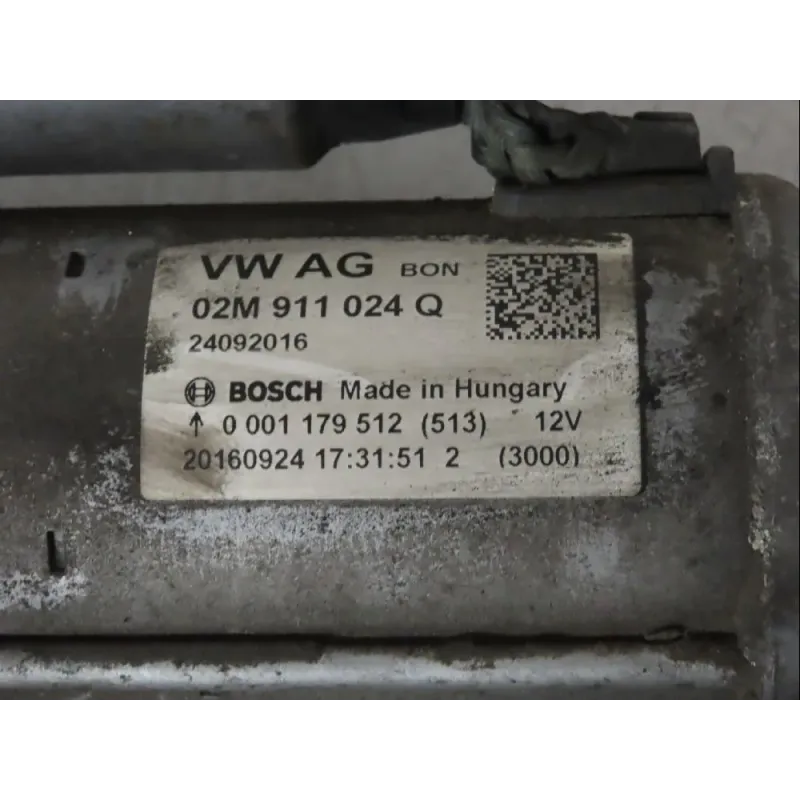 VW AG BON
02M 911 024 Q
24092016
BOSCH Made in Hungary
↑ 0 001 179 512 (513) 12V
20160924 17:31:51 2 (3000)